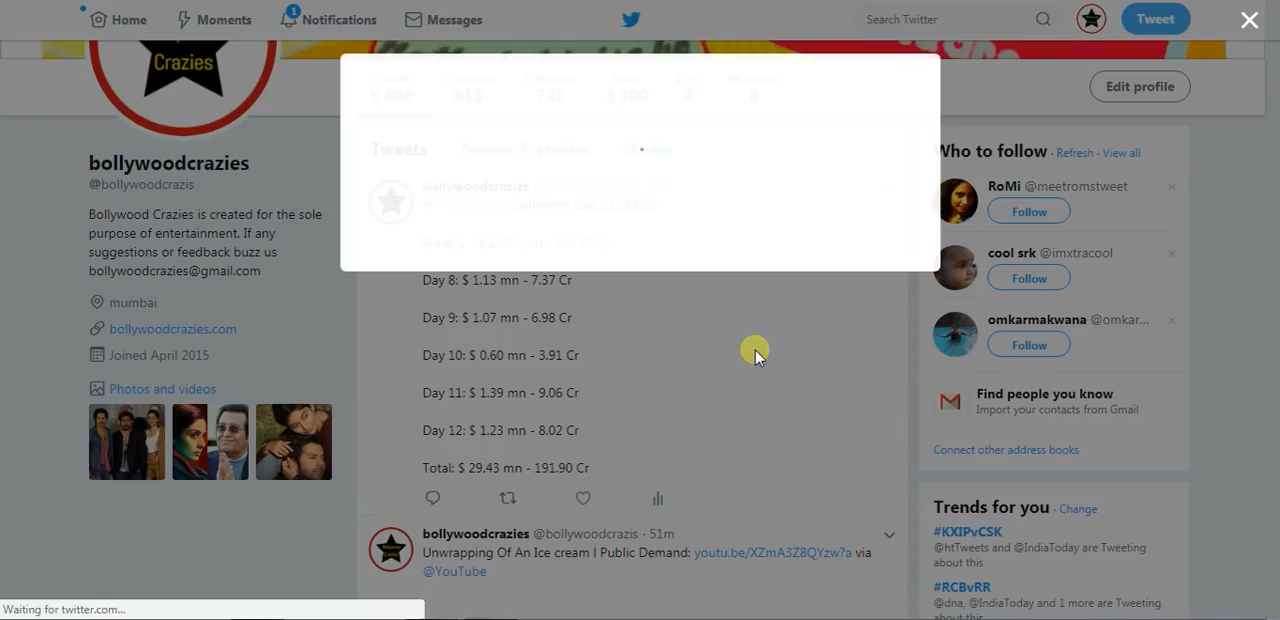 Home
Moments
1
Notifications
Messages
Search Twitter
Tweet
Crazies
Edit profile
bollywoodcrazies
@bollywoodcrazis
Bollywood Crazies is created for the sole
purpose of entertainment. If any
suggestions or feedback buzz us
bollywoodcrazies@gmail.com
mumbai
bollywoodcrazies.com
Joined April 2015
Photos and videos
Tweets
Tweets & replies
Media
bollywoodcrazies
Day 8: $ 1.13 mn - 7.37 Cr
Day 9: $ 1.07 mn - 6.98 Cr
Day 10: $ 0.60 mn - 3.91 Cr
Day 11: $ 1.39 mn - 9.06 Cr
Day 12: $ 1.23 mn - 8.02 Cr
Total: $ 29.43 mn - 191.90 Cr
bollywoodcrazies @bollywoodcrazis · 51m
Unwrapping Of An Ice cream I Public Demand: youtu.be/XZmA3Z8QYzw?a via
@YouTube
Who to follow · Refresh · View all
RoMi @meetromstweet
Follow
cool srk @imxtracool
Follow
omkarmakwana @omkar...
Follow
Find people you know
Import your contacts from Gmail
Connect other address books
Trends for you · Change
#KXIPvCSK
@htTweets and @IndiaToday are Tweeting
about this
#RCBvRR
@dna, @IndiaToday and 1 more are Tweeting
about this
Waiting for twitter.com...